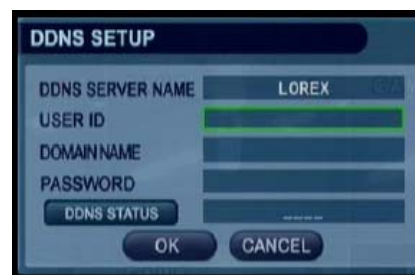 DDNS SETUP
DDNS SERVER NAME LOREX
USER ID
DOMAIN NAME
PASSWORD
DDNS STATUS ----
OK CANCEL